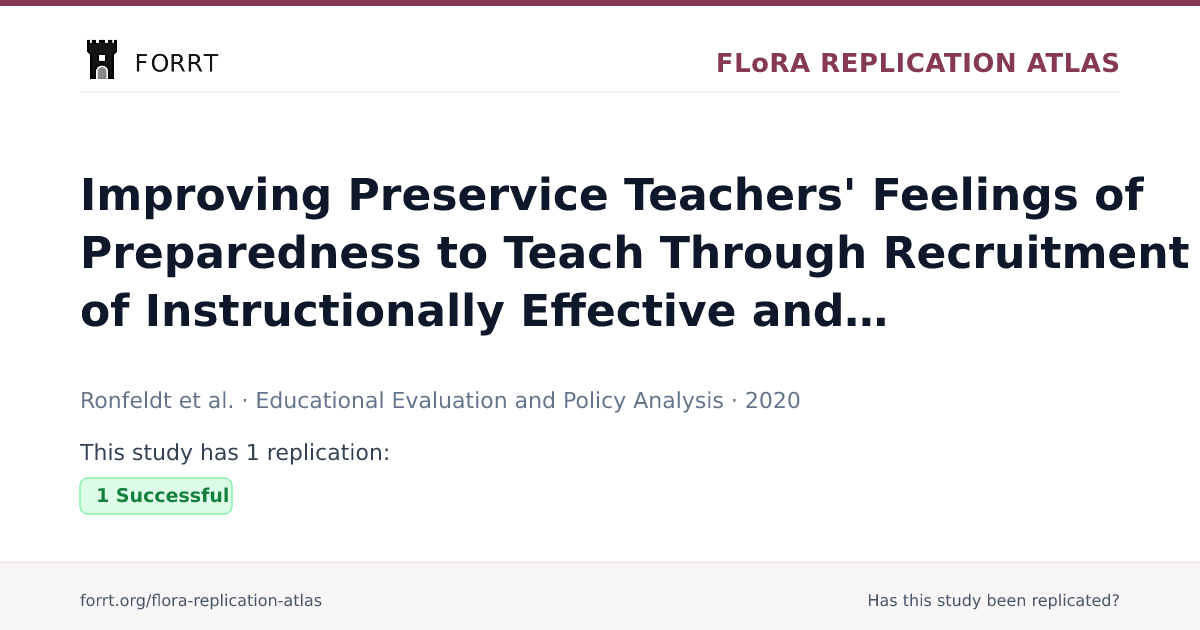 FORRT
FLoRA REPLICATION ATLAS
Improving Preservice Teachers' Feelings of
Preparedness to Teach Through Recruitment
of Instructionally Effective and…
Ronfeldt et al. · Educational Evaluation and Policy Analysis · 2020
This study has 1 replication:
1 Successful
forrt.org/flora-replication-atlas
Has this study been replicated?